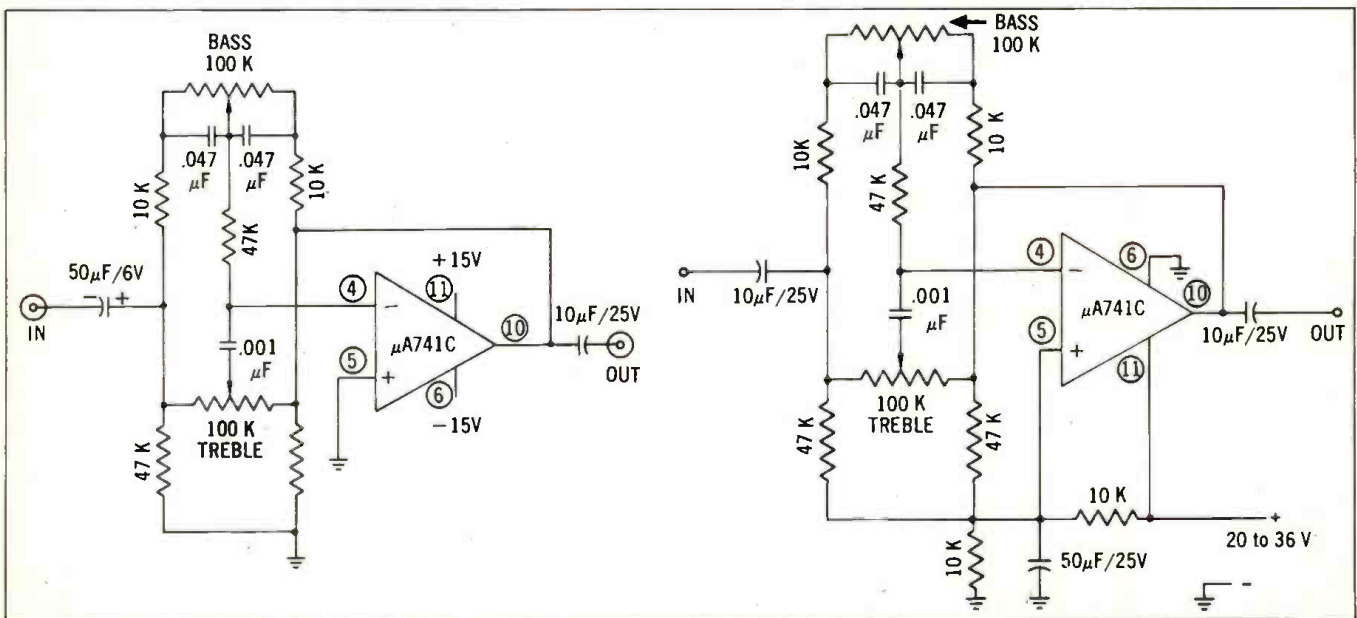 BASS
100 K
.047
μF
.047
μF
10 K
10 K
47K
50μF/6V
- +
IN
+15V
④
⑪
μA741C
⑩
10μF/25V
-
⑤
+
⑥
OUT
-15V
.001
μF
100 K
TREBLE
47 K
BASS
100 K
.047
μF
.047
μF
10K
10 K
47 K
IN
10μF/25V
④
⑥
-
μA741C
⑩
10μF/25V
OUT
⑤
+
⑪
.001
μF
100 K
TREBLE
47 K
47 K
10 K
+
20 to 36 V
10 K
50μF/25V
-